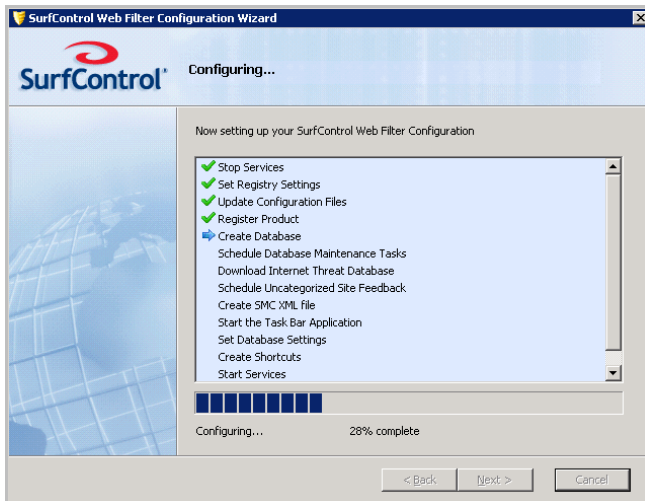 SurfControl Web Filter Configuration Wizard
SurfControl
Configuring...
Now setting up your SurfControl Web Filter Configuration
Stop Services
Set Registry Settings
Update Configuration Files
Register Product
Create Database
Schedule Database Maintenance Tasks
Download Internet Threat Database
Schedule Uncategorized Site Feedback
Create SMC XML file
Start the Task Bar Application
Set Database Settings
Create Shortcuts
Start Services
Configuring... 28% complete
< Back Next > Cancel